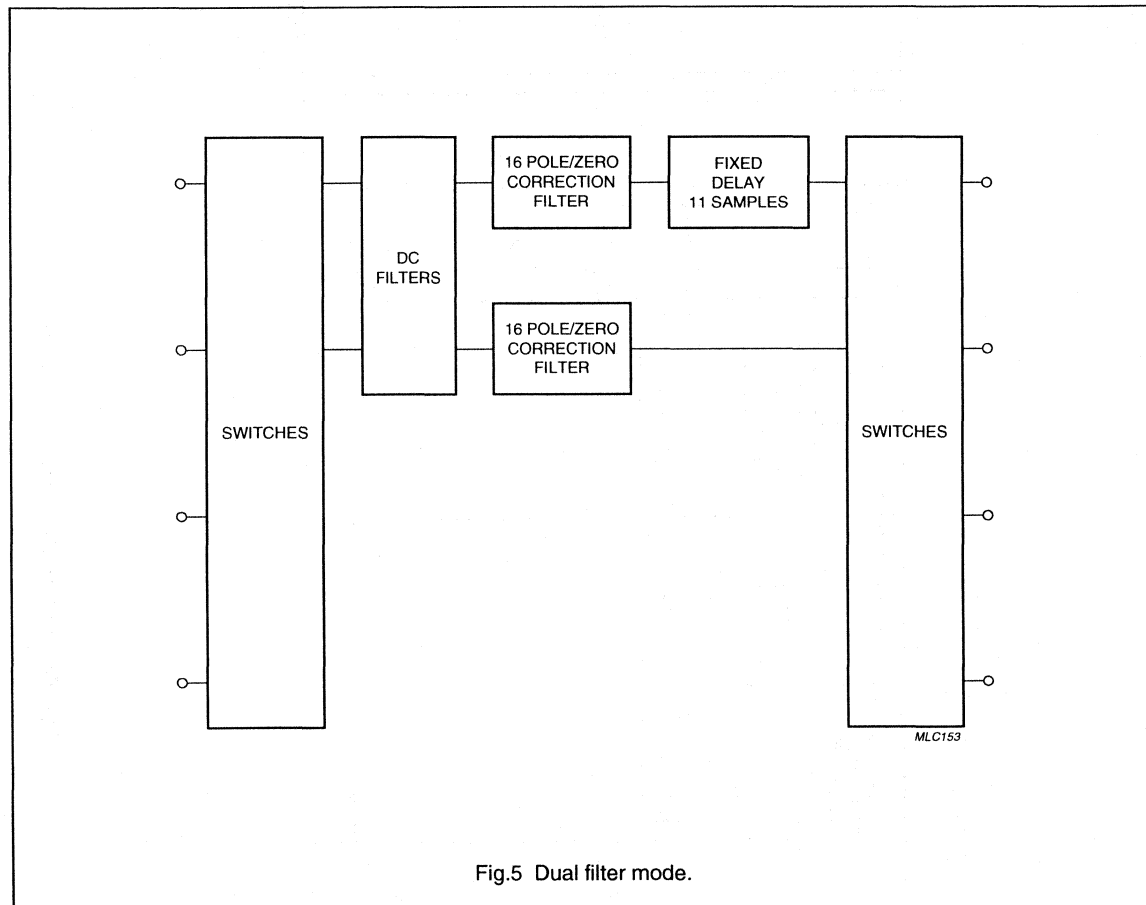 16 POLE/ZERO
CORRECTION
FILTER
FIXED
DELAY
11 SAMPLES
DC
FILTERS
16 POLE/ZERO
CORRECTION
FILTER
SWITCHES
SWITCHES
MLC153
Fig.5 Dual filter mode.